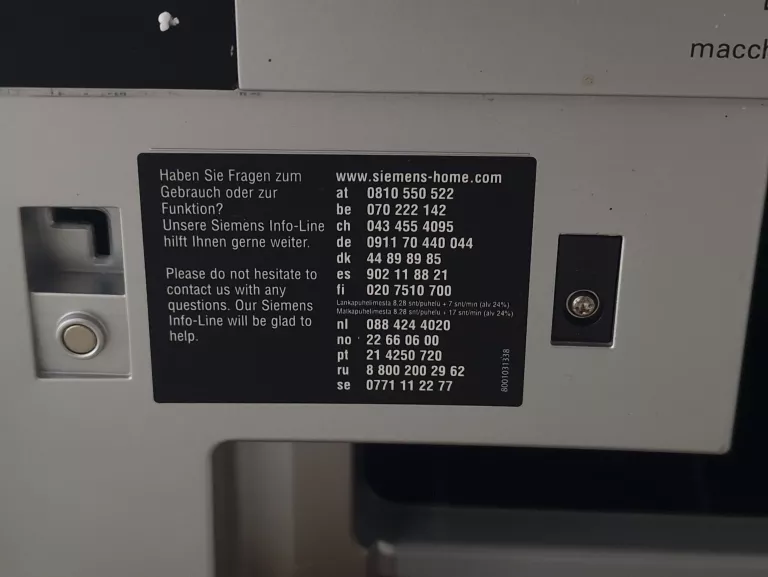 macch
Haben Sie Fragen zum
Gebrauch oder zur
Funktion?
Unsere Siemens Info-Line
hilft Ihnen gerne weiter.
Please do not hesitate to
contact us with any
questions. Our Siemens
Info-Line will be glad to
help.
www.siemens-home.com
at 0810 550 522
be 070 222 142
ch 043 455 4095
de 0911 70 440 044
dk 44 89 89 85
es 902 11 88 21
fi 020 7510 700
Lankapuhelimesta 8,28 snt/puhelu + 7 snt/min (alv 24%)
Matkapuhelimesta 8,28 snt/puhelu + 17 snt/min (alv 24%)
nl 088 424 4020
no 22 66 06 00
pt 21 4250 720
ru 8 800 200 29 62
se 0771 11 22 77
8001031338